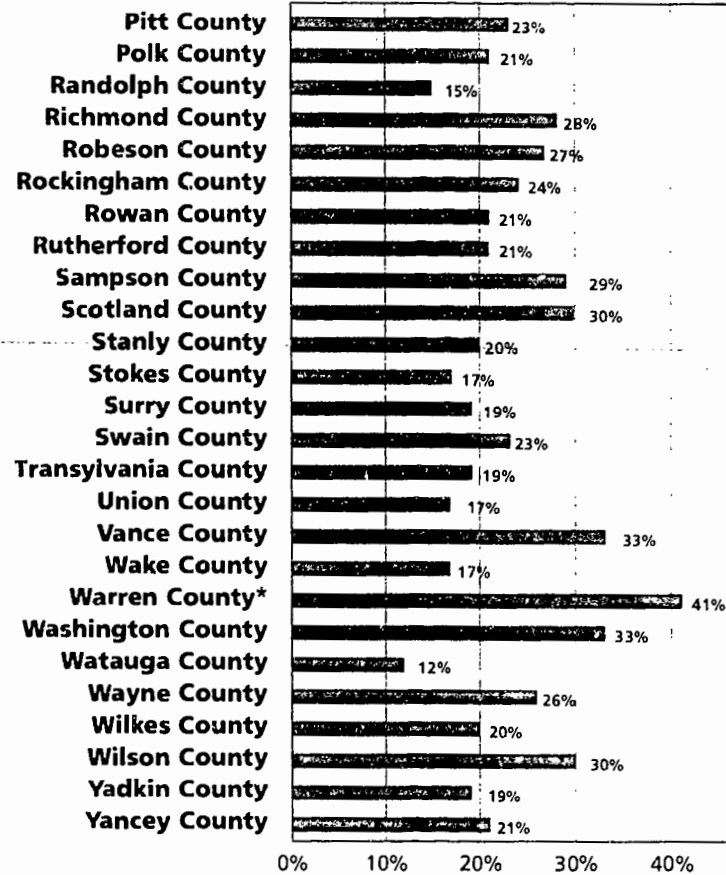 Pitt County 23%
Polk County 21%
Randolph County 15%
Richmond County 28%
Robeson County 27%
Rockingham County 24%
Rowan County 21%
Rutherford County 21%
Sampson County 29%
Scotland County 30%
Stanly County 20%
Stokes County 17%
Surry County 19%
Swain County 23%
Transylvania County 19%
Union County 17%
Vance County 33%
Wake County 17%
Warren County* 41%
Washington County 33%
Watauga County 12%
Wayne County 26%
Wilkes County 20%
Wilson County 30%
Yadkin County 19%
Yancey County 21%
0% 10% 20% 30% 40%